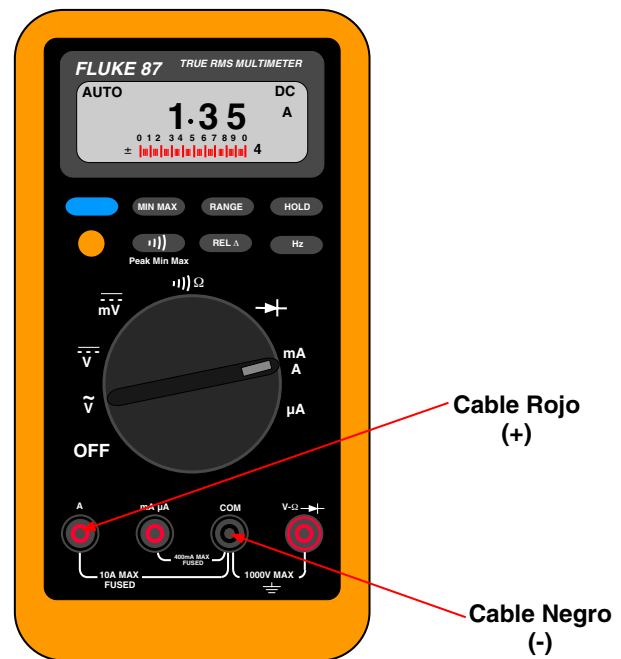 FLUKE 87 TRUE RMS MULTIMETER
AUTO DC
1.35 A
0 1 2 3 4 5 6 7 8 9 0
± 4
MIN MAX RANGE HOLD
REL Δ Hz
Peak Min Max
Ω
mV
mA
A
V
Ṽ
µA
OFF
Cable Rojo
(+)
A mA µA COM V-Ω
400mA MAX
FUSED
10A MAX
FUSED
1000V MAX
Cable Negro
(-)